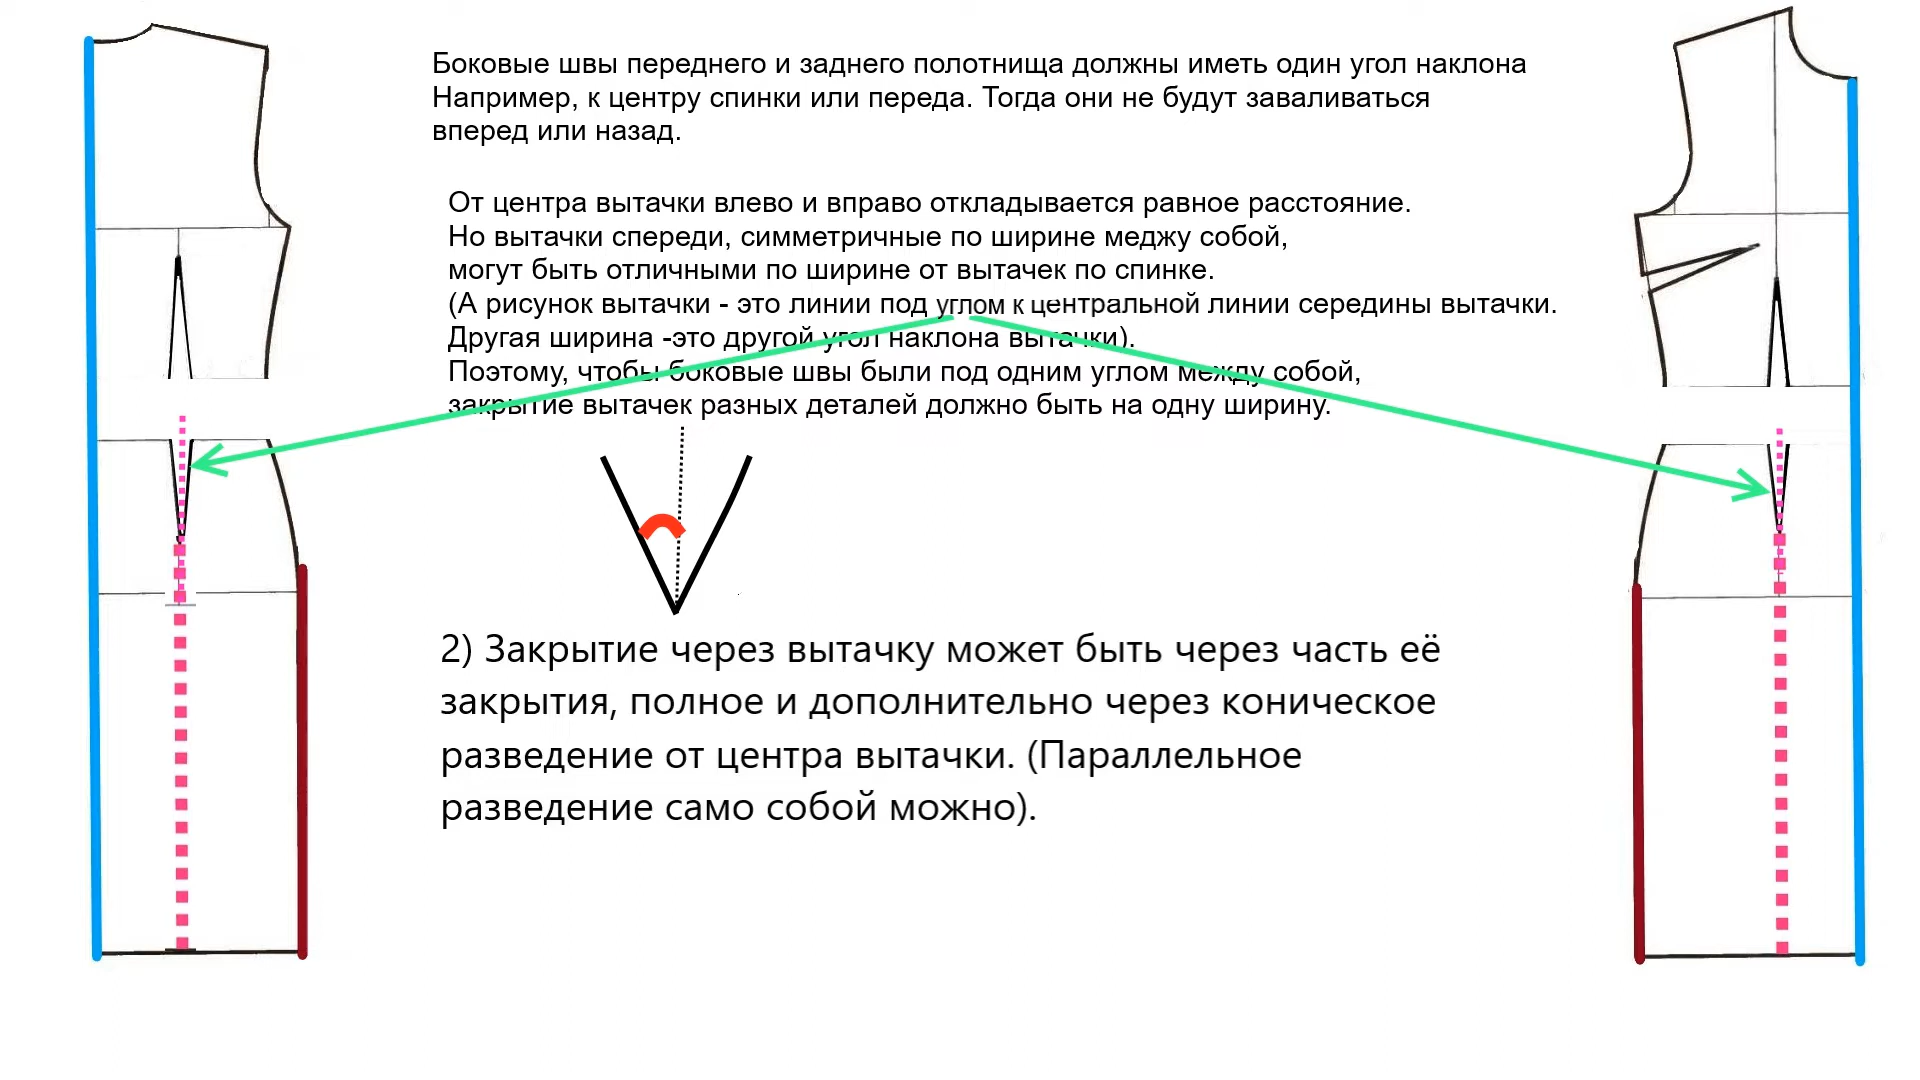 Боковые швы переднего и заднего полотнища должны иметь один угол наклона
Например, к центру спинки или переда. Тогда они не будут заваливаться
вперед или назад.
От центра вытачки влево и вправо откладывается равное расстояние.
Но вытачки спереди, симметричные по ширине меджу собой,
могут быть отличными по ширине от вытачек по спинке.
(А рисунок вытачки - это линии под углом к центральной линии середины вытачки.
Другая ширина -это другой угол наклона вытачки).
Поэтому, чтобы боковые швы были под одним углом между собой,
закрытие вытачек разных деталей должно быть на одну ширину.
2) Закрытие через вытачку может быть через часть её
закрытия, полное и дополнительно через коническое
разведение от центра вытачки. (Параллельное
разведение само собой можно).